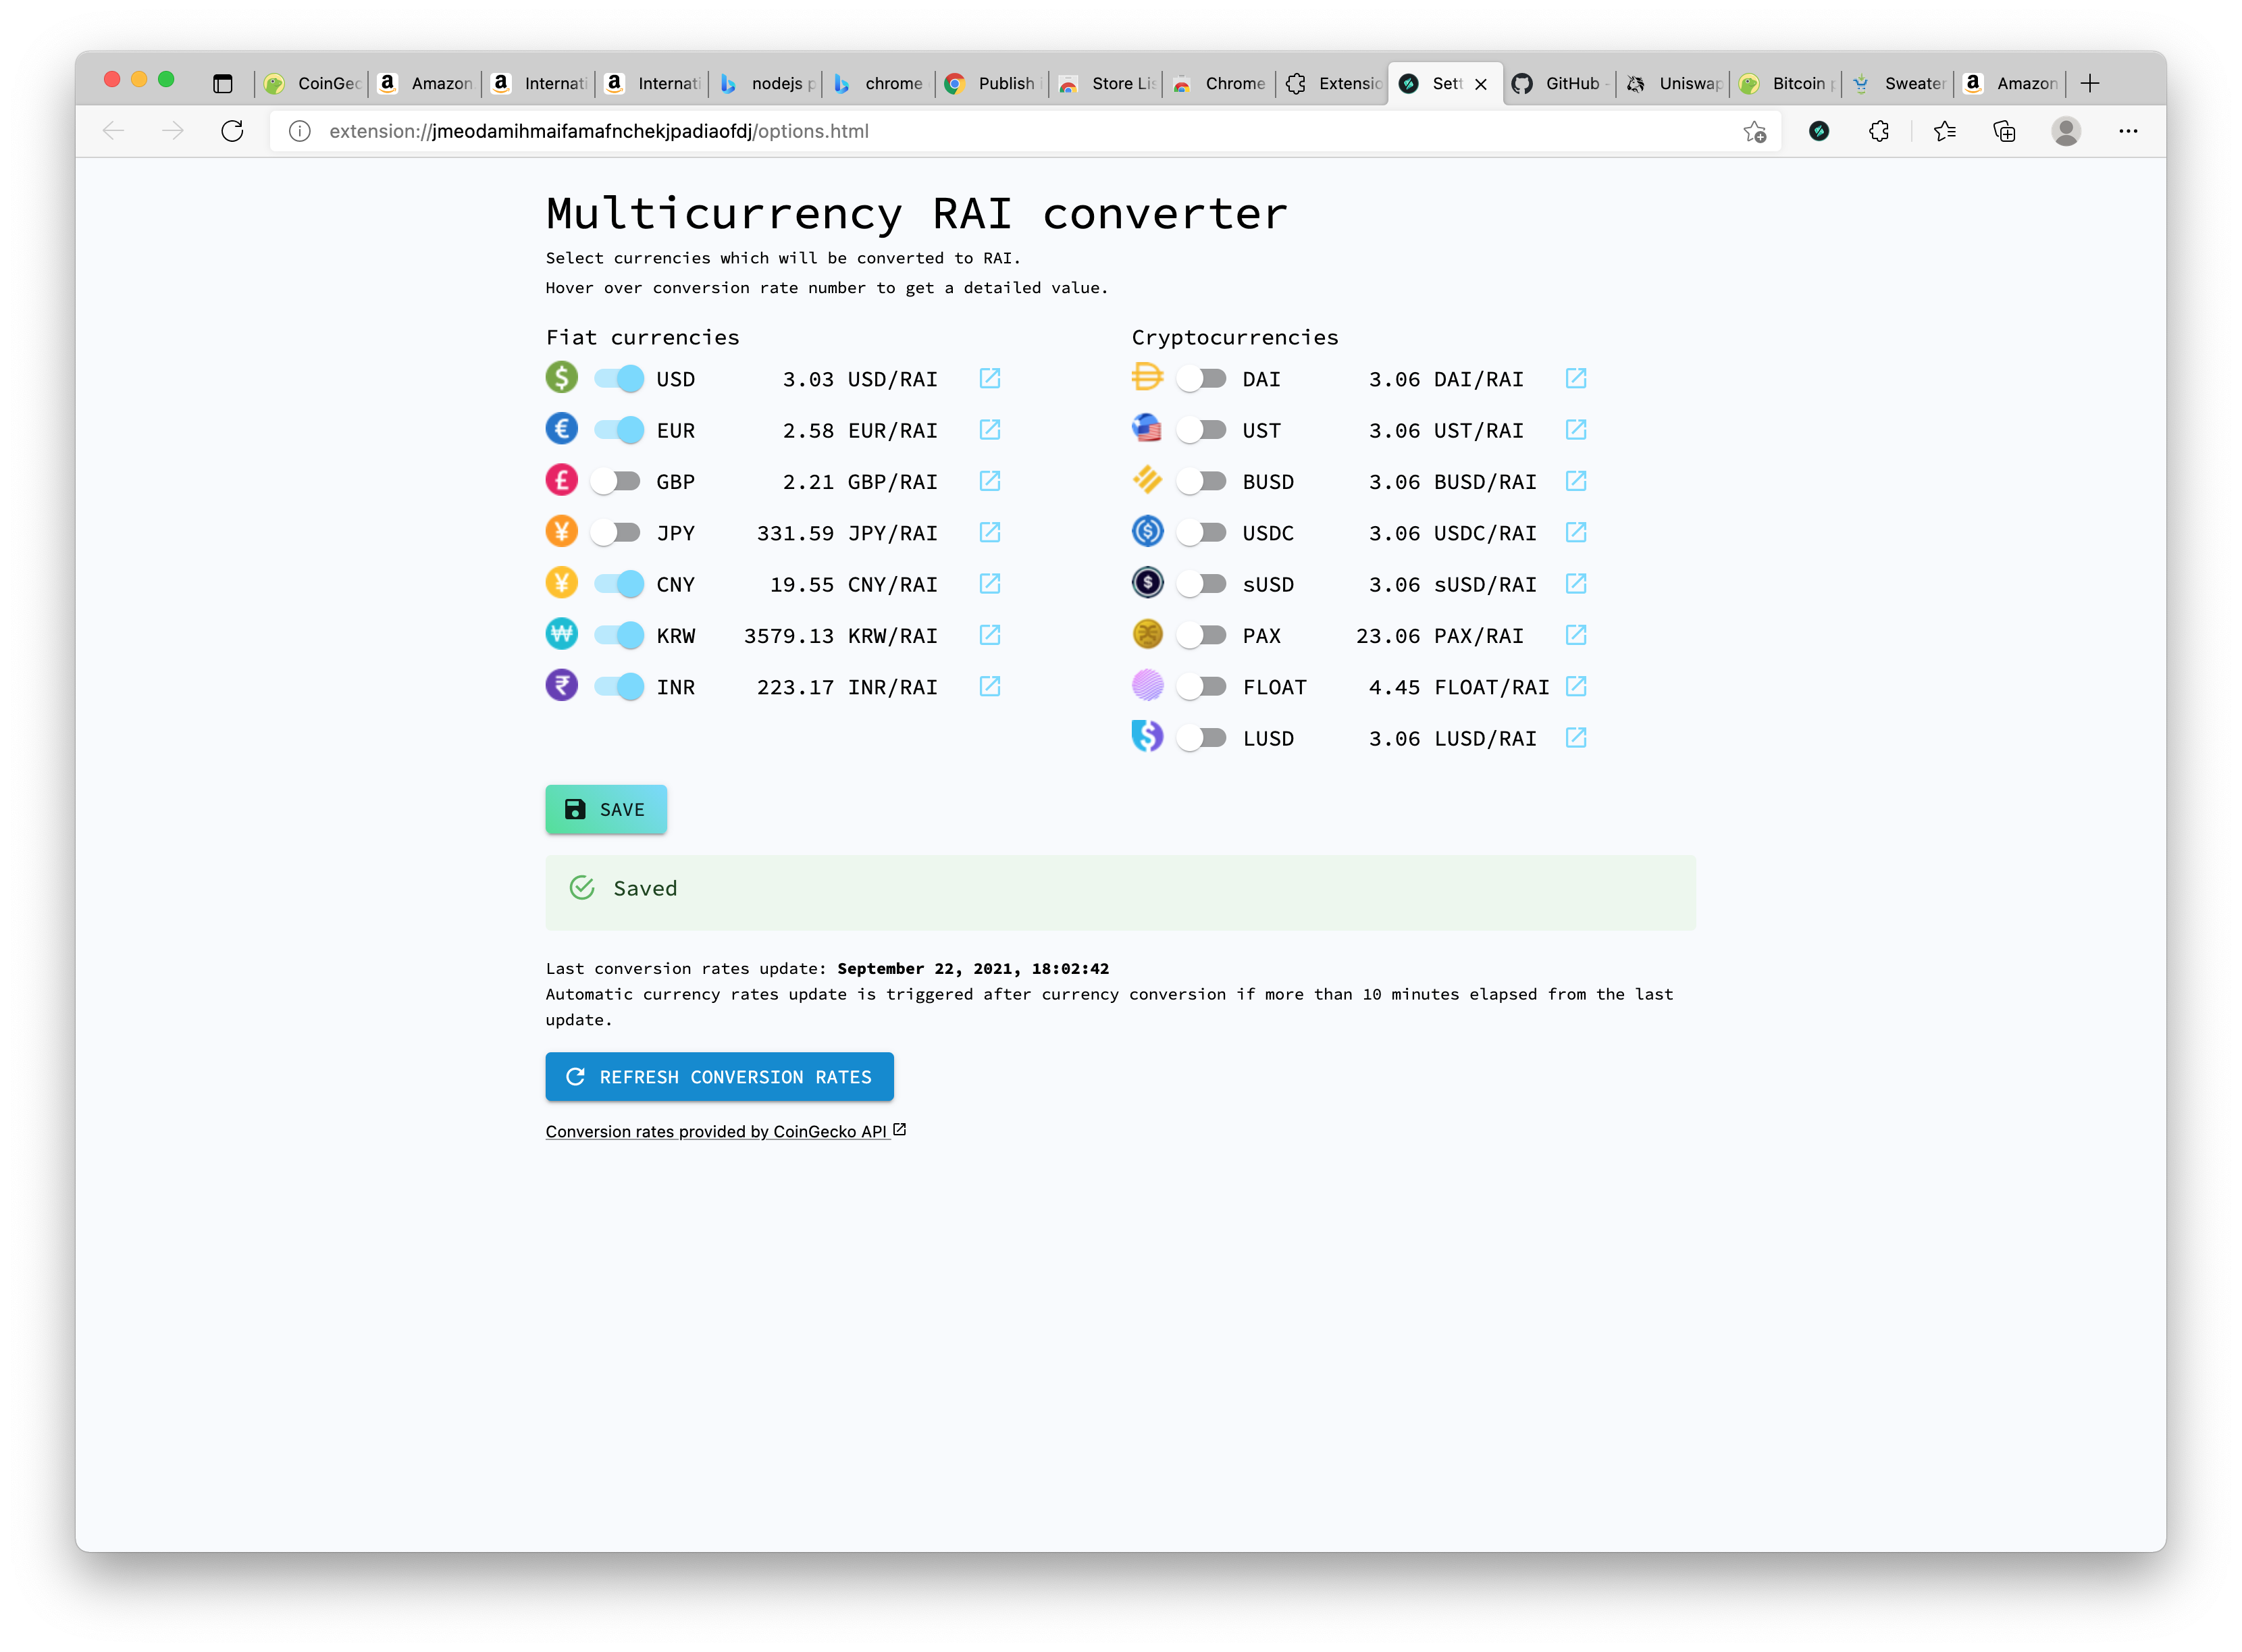 CoinGec
Amazon
Internati
Internati
nodejs p
chrome
Publish i
Store Lis
Chrome
Extensio
Sett
GitHub -
Uniswap
Bitcoin p
Sweater
Amazon
extension://jmeodamihmaifamafnchekjpadiaofdj/options.html
Multicurrency RAI converter
Select currencies which will be converted to RAI.
Hover over conversion rate number to get a detailed value.
Fiat currencies
USD 3.03 USD/RAI
EUR 2.58 EUR/RAI
GBP 2.21 GBP/RAI
JPY 331.59 JPY/RAI
CNY 19.55 CNY/RAI
KRW 3579.13 KRW/RAI
INR 223.17 INR/RAI
Cryptocurrencies
DAI 3.06 DAI/RAI
UST 3.06 UST/RAI
BUSD 3.06 BUSD/RAI
USDC 3.06 USDC/RAI
sUSD 3.06 sUSD/RAI
PAX 23.06 PAX/RAI
FLOAT 4.45 FLOAT/RAI
LUSD 3.06 LUSD/RAI
SAVE
Saved
Last conversion rates update: September 22, 2021, 18:02:42
Automatic currency rates update is triggered after currency conversion if more than 10 minutes elapsed from the last
update.
REFRESH CONVERSION RATES
Conversion rates provided by CoinGecko API